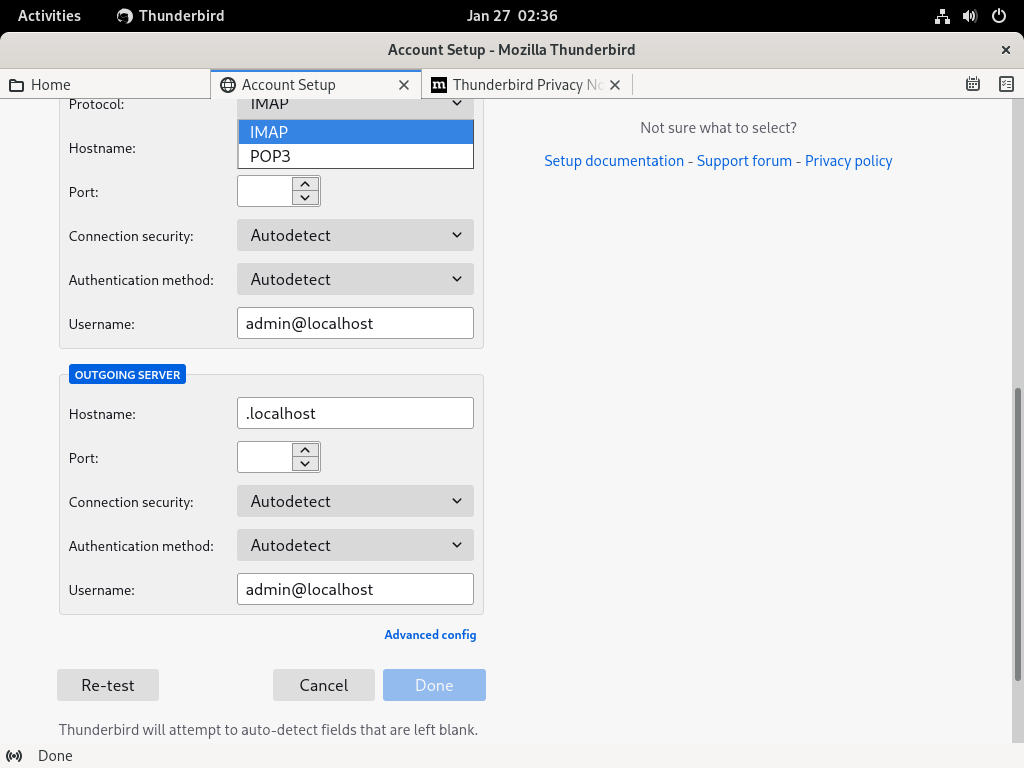 Activities
Thunderbird
Jan 27 02:36
Account Setup - Mozilla Thunderbird
Home
Account Setup
Thunderbird Privacy No
Protocol:
IMAP
IMAP
POP3
Hostname:
Port:
Connection security:
Autodetect
Authentication method:
Autodetect
Username:
admin@localhost
OUTGOING SERVER
Hostname:
.localhost
Port:
Connection security:
Autodetect
Authentication method:
Autodetect
Username:
admin@localhost
Advanced config
Re-test
Cancel
Done
Thunderbird will attempt to auto-detect fields that are left blank.
Not sure what to select?
Setup documentation - Support forum - Privacy policy
Done